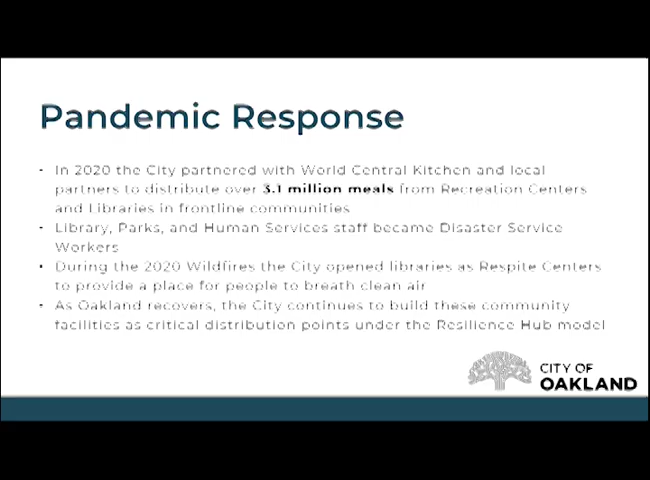 Pandemic Response
- In 2020 the City partnered with World Central Kitchen and local
partners to distribute over 3.1 million meals from Recreation Centers
and Libraries in frontline communities
- Library, Parks, and Human Services staff became Disaster Service
Workers
- During the 2020 Wildfires the City opened libraries as Respite Centers
to provide a place for people to breath clean air
- As Oakland recovers, the City continues to build these community
facilities as critical distribution points under the Resilience Hub model
CITY OF
OAKLAND